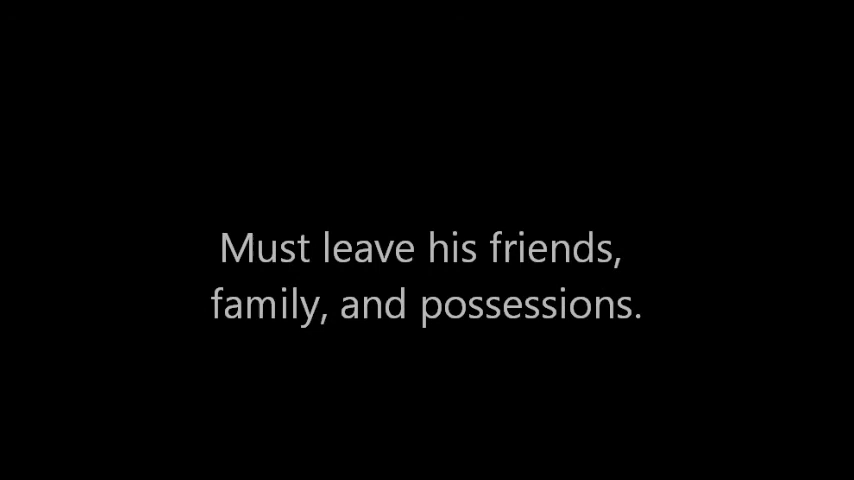 Must leave his friends,
family, and possessions.